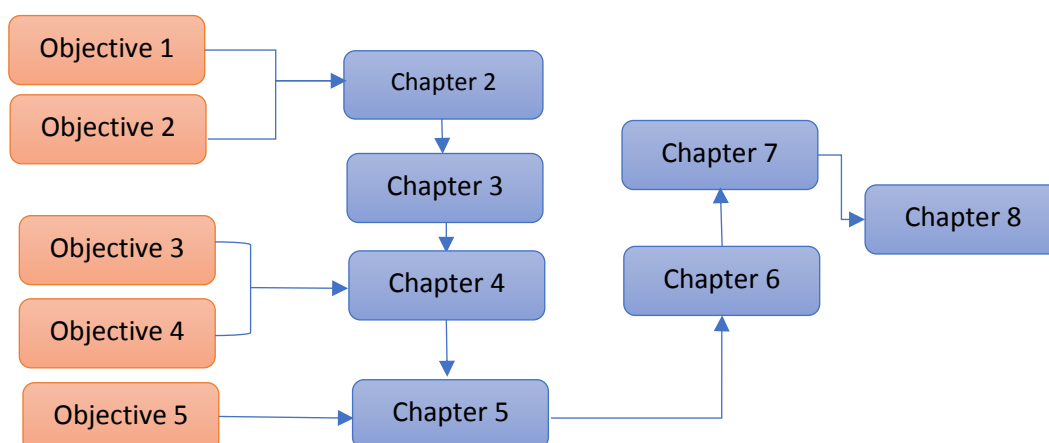 Objective 1
Objective 2
Chapter 2
Chapter 3
Objective 3
Objective 4
Chapter 4
Objective 5
Chapter 5
Chapter 6
Chapter 7
Chapter 8